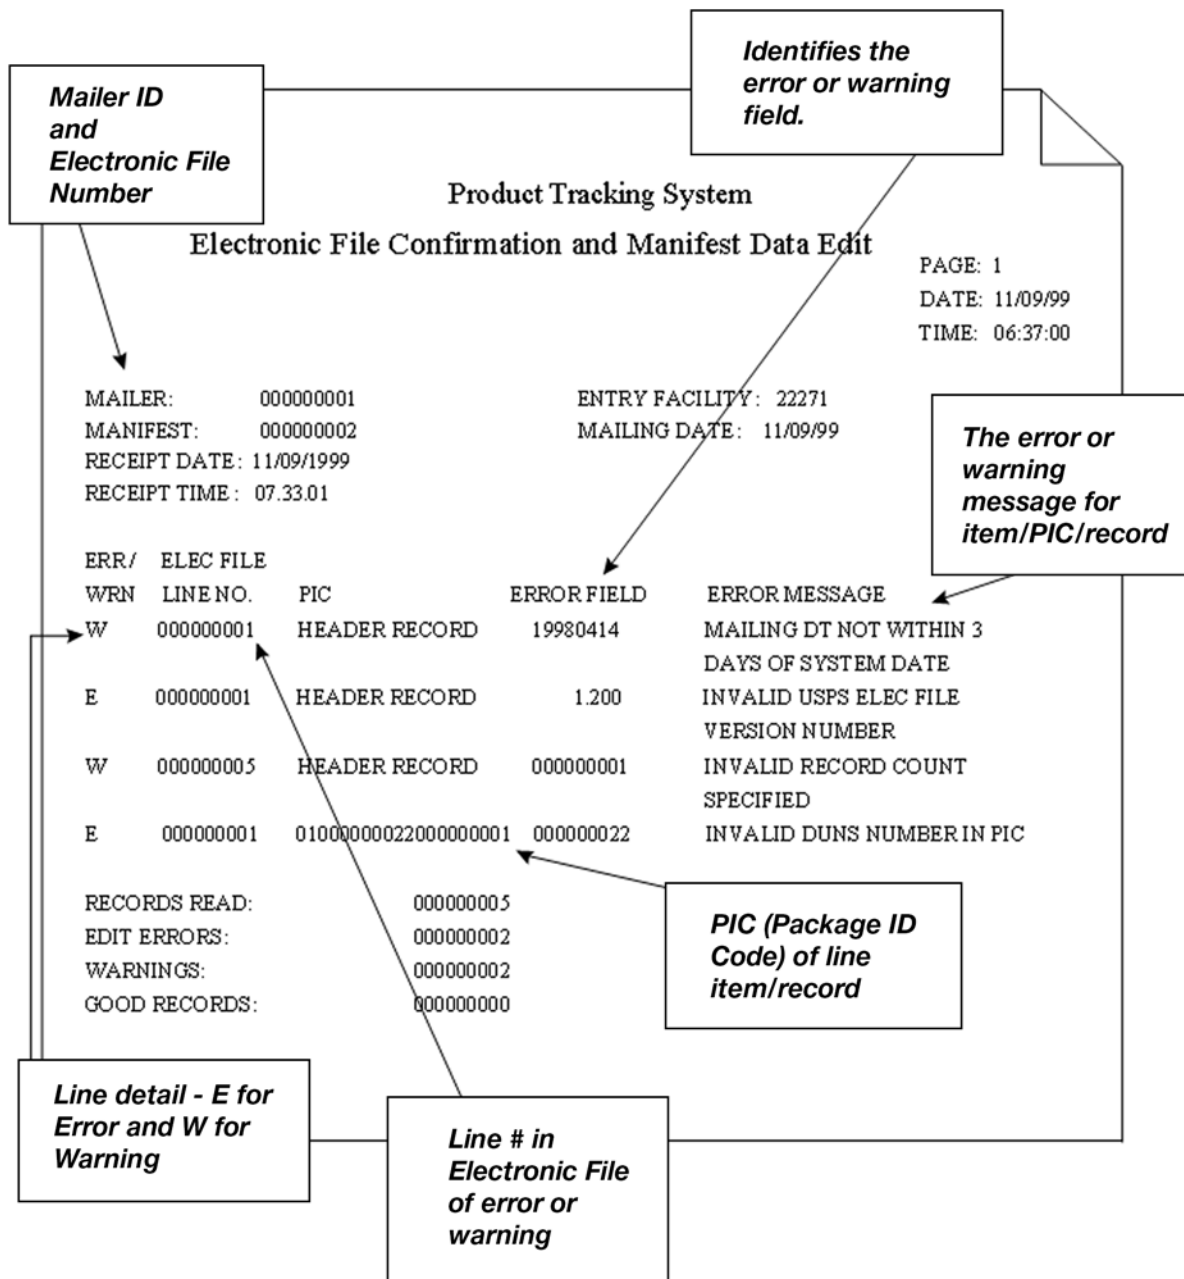 Mailer ID
and
Electronic File
Number
Identifies the
error or warning
field.
Product Tracking System
Electronic File Confirmation and Manifest Data Edit
PAGE: 1
DATE: 11/09/99
TIME: 06:37:00
MAILER: 000000001 ENTRY FACILITY: 22271
MANIFEST: 000000002 MAILING DATE: 11/09/99
RECEIPT DATE: 11/09/1999
RECEIPT TIME: 07.33.01
The error or
warning
message for
item/PIC/record
ERR/ ELEC FILE
WRN LINE NO. PIC ERROR FIELD ERROR MESSAGE
W 000000001 HEADER RECORD 19980414 MAILING DT NOT WITHIN 3
DAYS OF SYSTEM DATE
E 000000001 HEADER RECORD 1.200 INVALID USPS ELEC FILE
VERSION NUMBER
W 000000005 HEADER RECORD 000000001 INVALID RECORD COUNT
SPECIFIED
E 000000001 01000000022000000001 000000022 INVALID DUNS NUMBER IN PIC
RECORDS READ: 000000005
EDIT ERRORS: 000000002
WARNINGS: 000000002
GOOD RECORDS: 000000000
PIC (Package ID
Code) of line
item/record
Line detail - E for
Error and W for
Warning
Line # in
Electronic File
of error or
warning